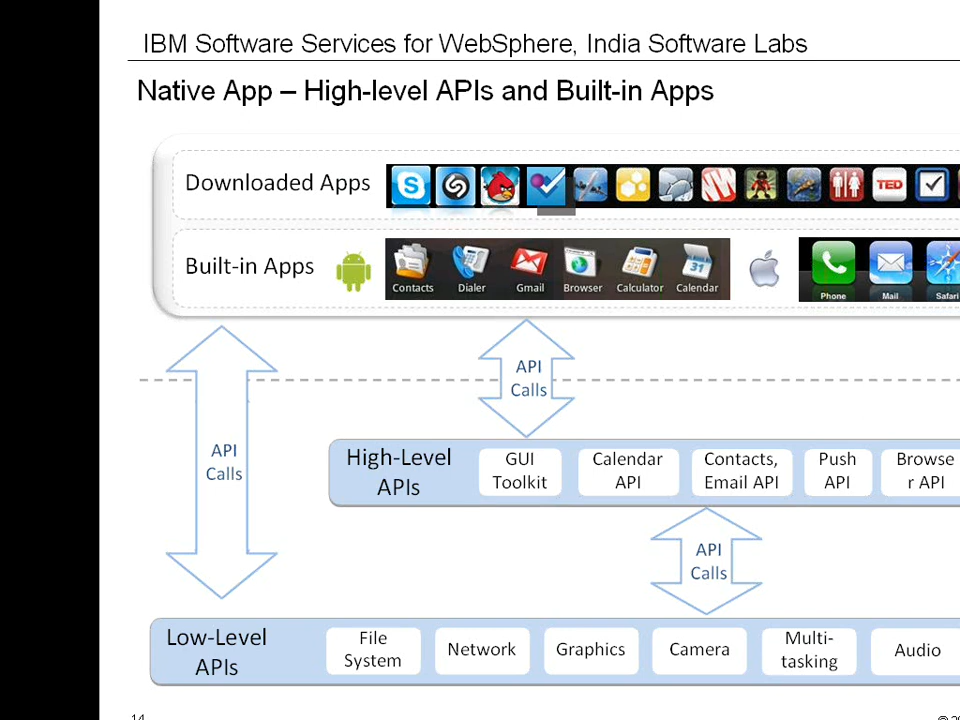 IBM Software Services for WebSphere, India Software Labs
Native App – High-level APIs and Built-in Apps
Downloaded Apps
TED
Built-in Apps
Contacts Dialer Gmail Browser Calculator Calendar
31
Phone Mail Safari
API
Calls
API
Calls
High-Level
APIs
GUI
Toolkit
Calendar
API
Contacts,
Email API
Push
API
Browse
r API
API
Calls
Low-Level
APIs
File
System
Network
Graphics
Camera
Multi-
tasking
Audio
14